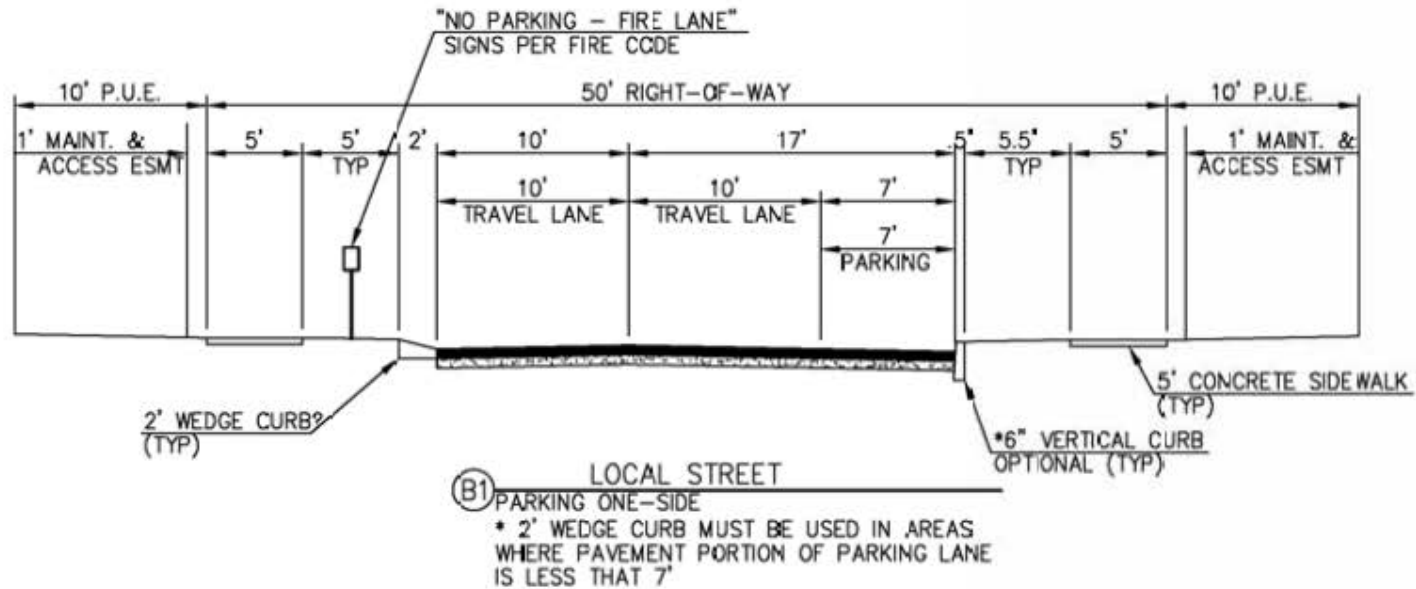 "NO PARKING – FIRE LANE"
SIGNS PER FIRE CODE
10' P.U.E.
50' RIGHT-OF-WAY
10' P.U.E.
1' MAINT. &
ACCESS ESMT
5'
5'
TYP
2'
10'
17'
.5'
5.5'
TYP
5'
1' MAINT. &
ACCESS ESMT
10'
TRAVEL LANE
10'
TRAVEL LANE
7'
7'
PARKING
2' WEDGE CURB?
(TYP)
5' CONCRETE SIDEWALK
(TYP)
*6" VERTICAL CURB
OPTIONAL (TYP)
B1
LOCAL STREET
PARKING ONE–SIDE
* 2' WEDGE CURB MUST BE USED IN AREAS
WHERE PAVEMENT PORTION OF PARKING LANE
IS LESS THAT 7'